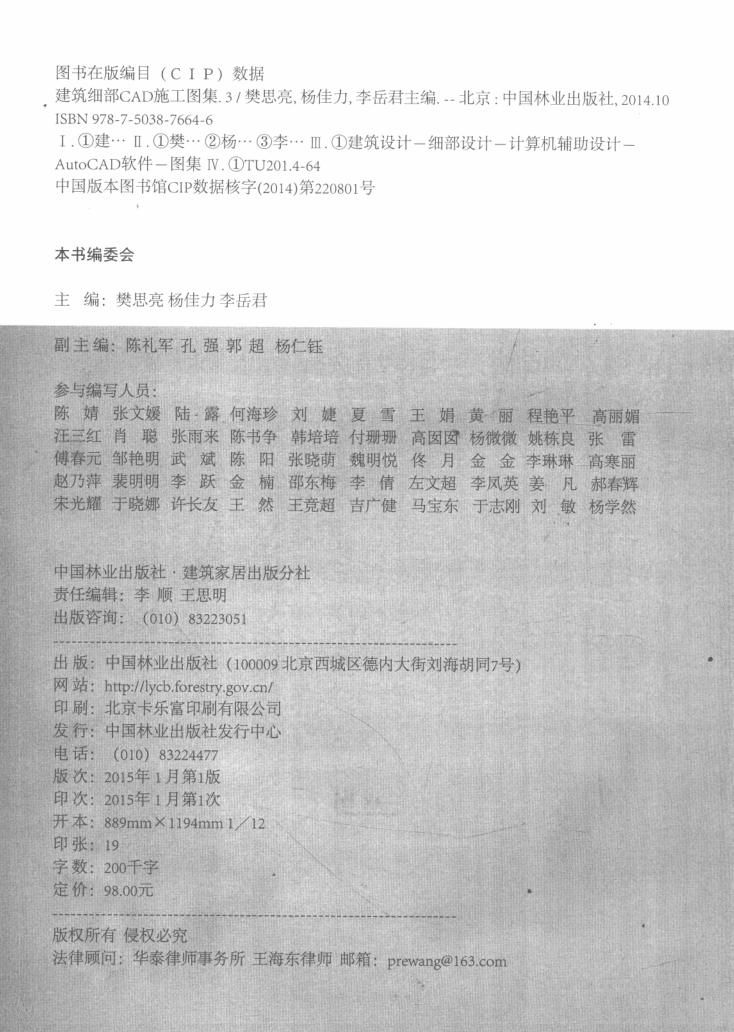 图书在版编目（ＣＩＰ）数据
建筑细部CAD施工图集. 3 / 樊思亮, 杨佳力, 李岳君主编. -- 北京 : 中国林业出版社, 2014.10
ISBN 978-7-5038-7664-6
Ⅰ. ①建… Ⅱ. ①樊… ②杨… ③李… Ⅲ. ①建筑设计－细部设计－计算机辅助设计－
AutoCAD软件－图集 Ⅳ. ①TU201.4-64
中国版本图书馆CIP数据核字(2014)第220801号
本书编委会
主 编：樊思亮 杨佳力 李岳君
副主编：陈礼军 孔 强 郭 超 杨仁钰
参与编写人员：
陈 婧 张文媛 陆 露 何海珍 刘 婕 夏 雪 王 娟 黄 丽 程艳平 高丽媚
汪三红 肖 聪 张雨来 陈书争 韩培培 付珊珊 高囡囡 杨微微 姚栋良 张 雷
傅春元 邹艳明 武 斌 陈 阳 张晓萌 魏明悦 佟 月 金 金 李琳琳 高寒丽
赵乃萍 裴明明 李 跃 金 楠 邵东梅 李 倩 左文超 李凤英 姜 凡 郝春辉
宋光耀 于晓娜 许长友 王 然 王竞超 吉广健 马宝东 于志刚 刘 敏 杨学然
中国林业出版社 · 建筑家居出版分社
责任编辑：李 顺 王思明
出版咨询：（010）83223051
出 版：中国林业出版社（100009 北京西城区德内大街刘海胡同7号）
网 站：http://lycb.forestry.gov.cn/
印 刷：北京卡乐富印刷有限公司
发 行：中国林业出版社发行中心
电 话：（010）83224477
版 次：2015年 1 月第1版
印 次：2015年 1 月第1次
开 本：889mm×1194mm 1／12
印 张：19
字 数：200千字
定 价：98.00元
版权所有 侵权必究
法律顾问：华泰律师事务所 王海东律师 邮箱：prewang@163.com